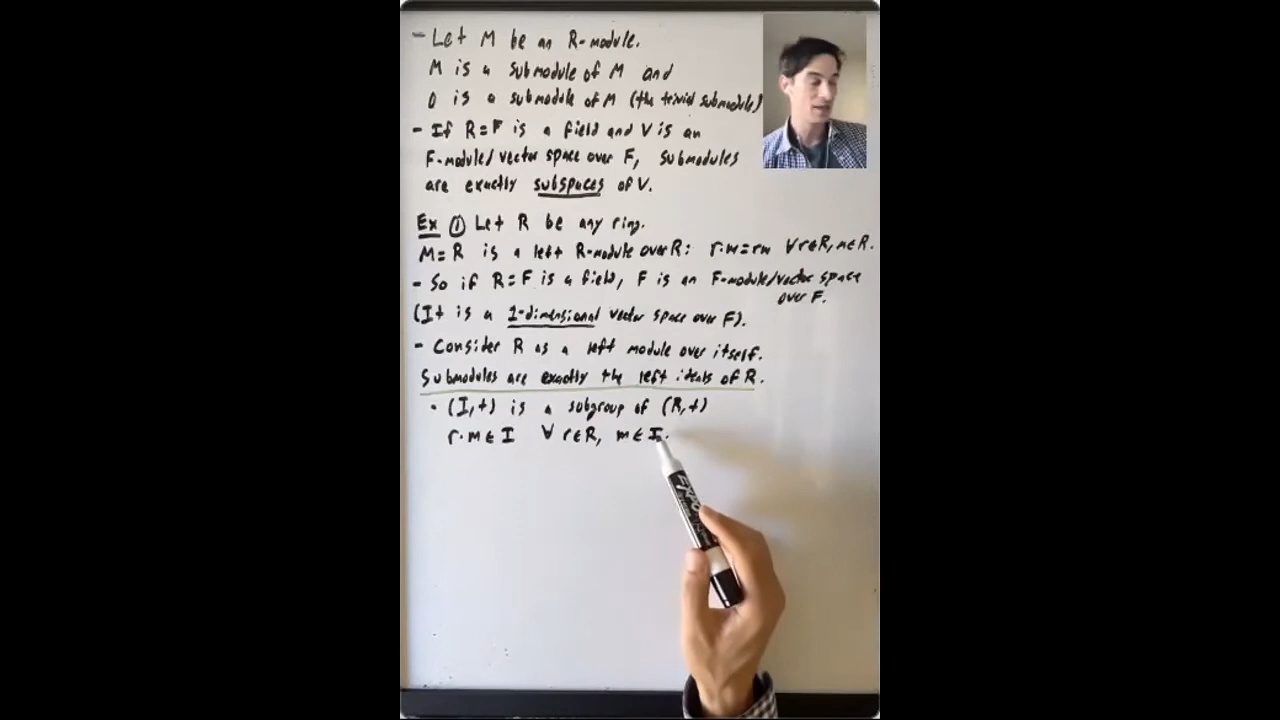 - Let M be an R-module.
M is a submodule of M and
0 is a submodule of M (the trivial submodule)
- If R=F is a field and V is an
F-module/vector space over F, submodules
are exactly subspaces of V.
Ex ① Let R be any ring.
M=R is a left R-module over R: r·m=rm ∀r∈R, m∈R.
- So if R=F is a field, F is an F-module/vector space
over F.
(It is a 1-dimensional vector space over F).
- Consider R as a left module over itself.
Submodules are exactly the left ideals of R.
• (I,+) is a subgroup of (R,+)
r·m∈I ∀ r∈R, m∈I.
EXPO